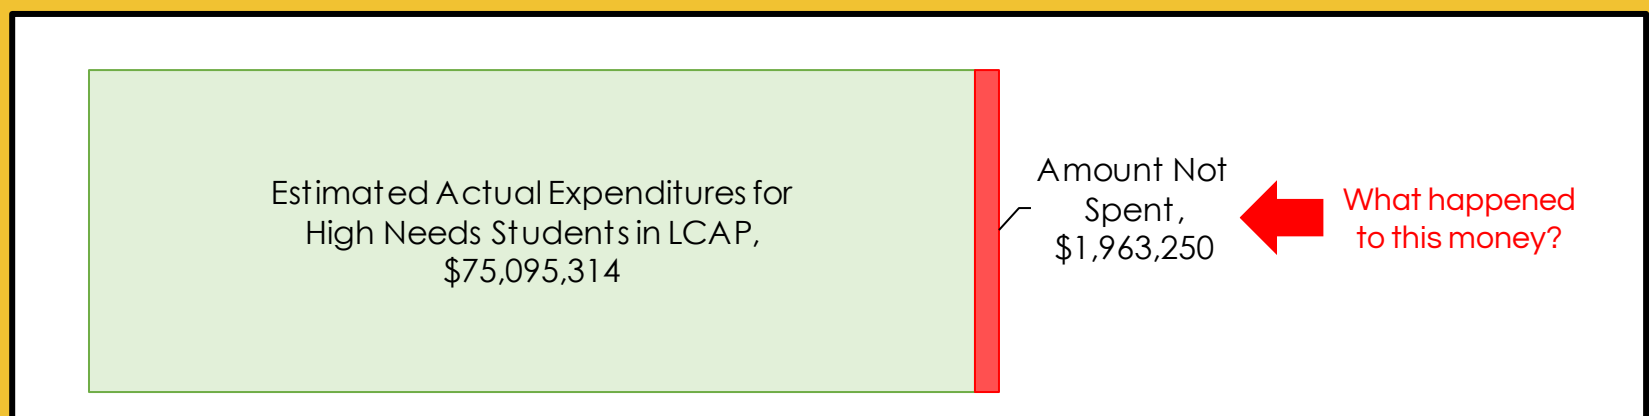 Estimated Actual Expenditures for
High Needs Students in LCAP,
$75,095,314
Amount Not
Spent,
$1,963,250
What happened
to this money?